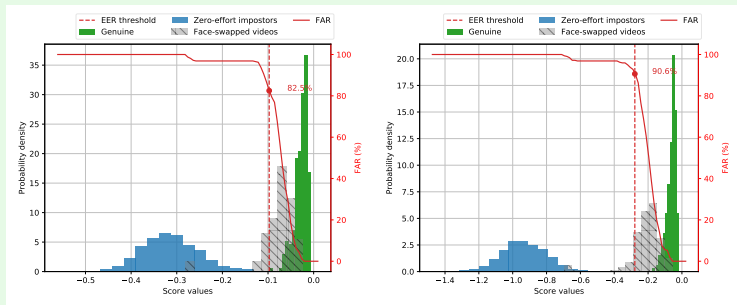 EER threshold Zero-effort impostors FAR
Genuine Face-swapped videos
35
30
25
20
15
10
5
0
Probability density
82.5%
100
80
60
40
20
0
FAR (%)
−0.5 −0.4 −0.3 −0.2 −0.1 0.0
Score values
EER threshold Zero-effort impostors FAR
Genuine Face-swapped videos
20.0
17.5
15.0
12.5
10.0
7.5
5.0
2.5
0.0
Probability density
90.6%
100
80
60
40
20
0
FAR (%)
−1.4 −1.2 −1.0 −0.8 −0.6 −0.4 −0.2 0.0
Score values